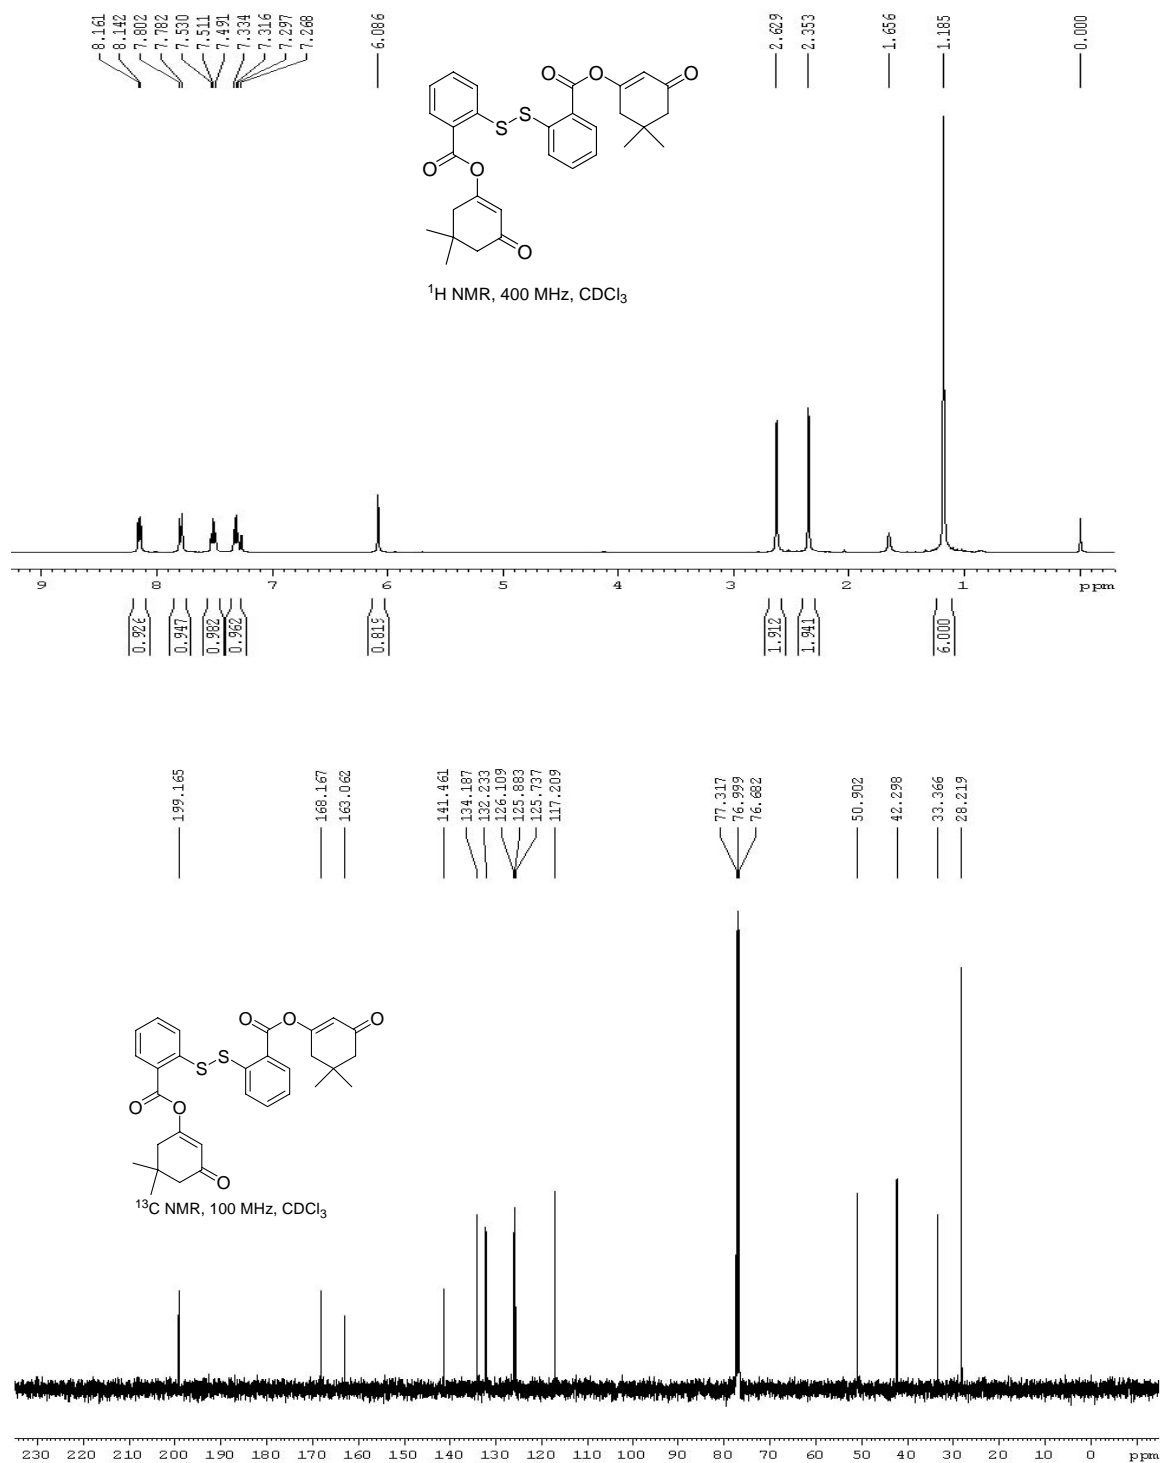 8.161
8.142
7.802
7.782
7.530
7.511
7.491
7.334
7.316
7.297
7.268
6.086
2.629
2.353
1.656
1.185
0.000
O
O
O
S
S
O
O
O
¹H NMR, 400 MHz, CDCl₃
9 8 7 6 5 4 3 2 1 ppm
0.926
0.947
0.982
0.962
0.819
1.912
1.941
6.000
199.165
168.167
163.062
141.461
134.187
132.233
126.109
125.883
125.737
117.209
77.317
76.999
76.682
50.902
42.298
33.366
28.219
O
O
O
S
S
O
O
O
¹³C NMR, 100 MHz, CDCl₃
230 220 210 200 190 180 170 160 150 140 130 120 110 100 90 80 70 60 50 40 30 20 10 0 ppm